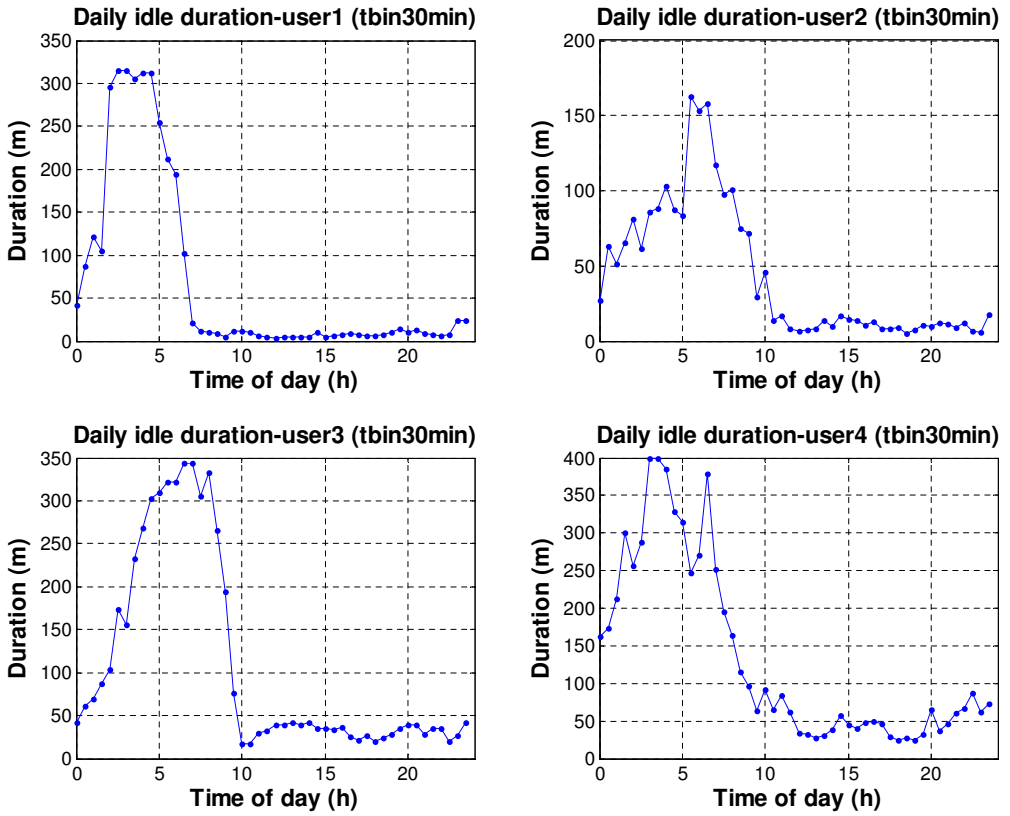 Daily idle duration-user1 (tbin30min)
350
300
250
200
150
100
50
0
Duration (m)
0 5 10 15 20
Time of day (h)
Daily idle duration-user2 (tbin30min)
200
150
100
50
0
Duration (m)
0 5 10 15 20
Time of day (h)
Daily idle duration-user3 (tbin30min)
350
300
250
200
150
100
50
0
Duration (m)
0 5 10 15 20
Time of day (h)
Daily idle duration-user4 (tbin30min)
400
350
300
250
200
150
100
50
0
Duration (m)
0 5 10 15 20
Time of day (h)